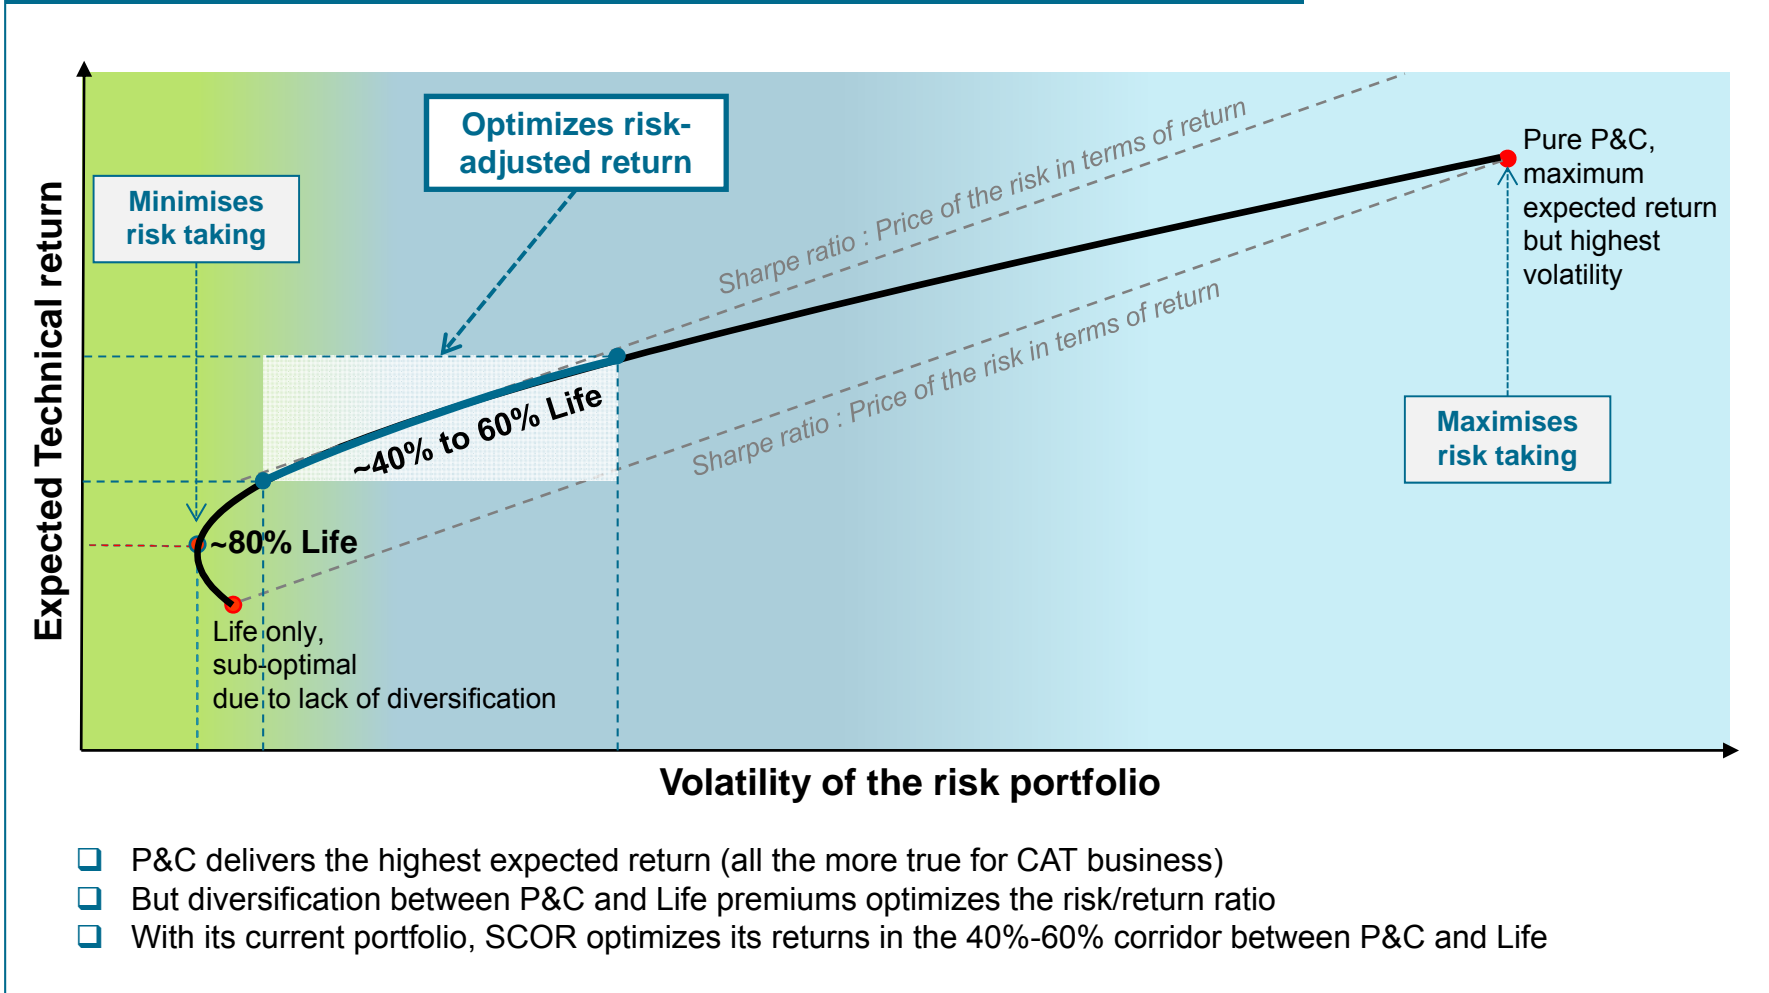 Optimizes risk-
adjusted return
Minimises
risk taking
Sharpe ratio : Price of the risk in terms of return
Pure P&C,
maximum
expected return
but highest
volatility
Sharpe ratio : Price of the risk in terms of return
~40% to 60% Life
Maximises
risk taking
~80% Life
Life only,
sub-optimal
due to lack of diversification
Expected Technical return
Volatility of the risk portfolio
P&C delivers the highest expected return (all the more true for CAT business)
But diversification between P&C and Life premiums optimizes the risk/return ratio
With its current portfolio, SCOR optimizes its returns in the 40%-60% corridor between P&C and Life